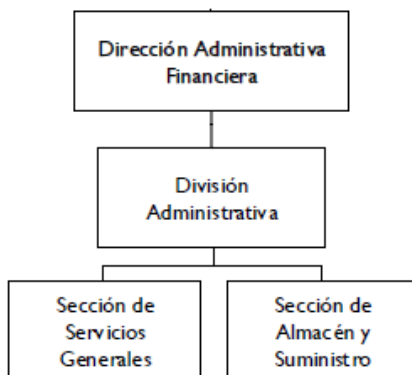 Dirección Administrativa
Financiera
División
Administrativa
Sección de
Servicios
Generales
Sección de
Almacén y
Suministro